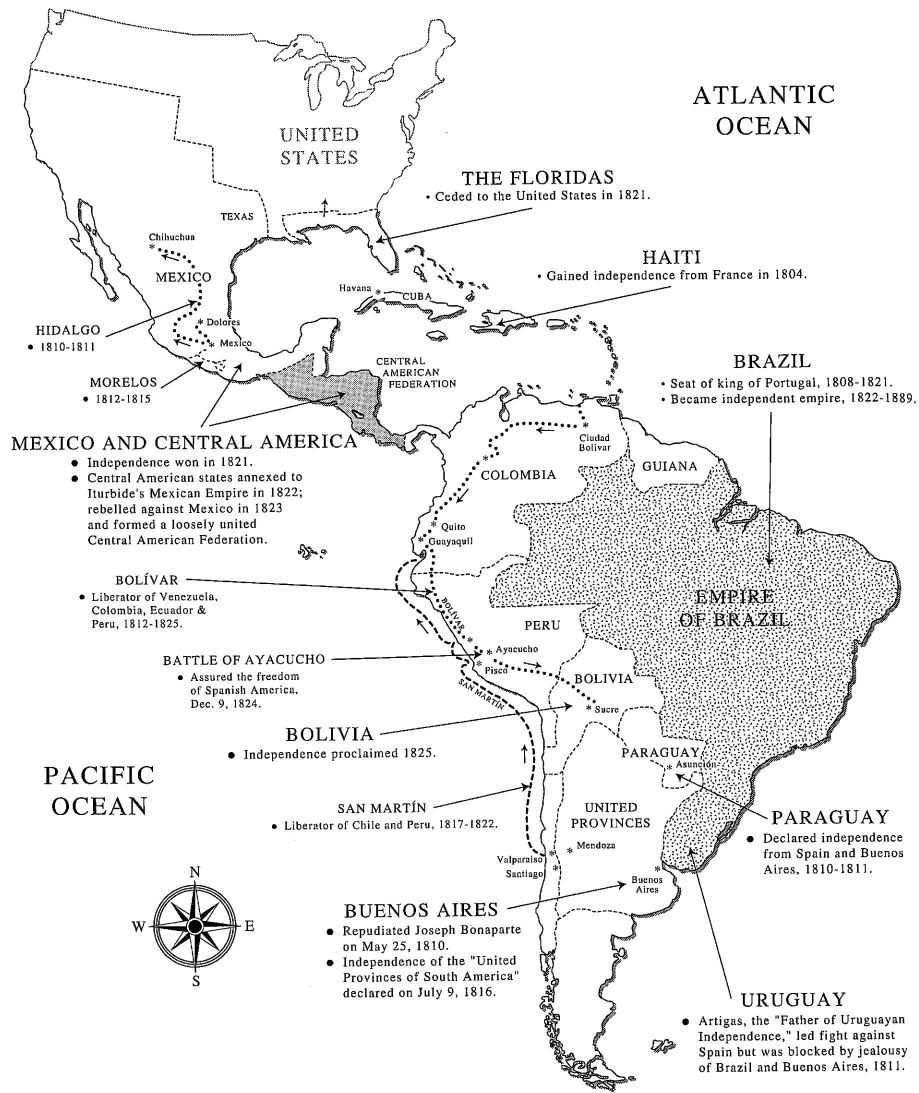 ATLANTIC
OCEAN
UNITED
STATES
THE FLORIDAS
• Ceded to the United States in 1821.
TEXAS
Chihuchua
MEXICO
HAITI
• Gained independence from France in 1804.
Havana
CUBA
HIDALGO
● 1810-1811
Dolores
Mexico
MORELOS
● 1812-1815
CENTRAL
AMERICAN
FEDERATION
BRAZIL
• Seat of king of Portugal, 1808-1821.
• Became independent empire, 1822-1889.
MEXICO AND CENTRAL AMERICA
● Independence won in 1821.
● Central American states annexed to
Iturbide's Mexican Empire in 1822;
rebelled against Mexico in 1823
and formed a loosely united
Central American Federation.
Ciudad
Bolivar
GUIANA
COLOMBIA
Quito
Guayaquil
BOLÍVAR
● Liberator of Venezuela,
Colombia, Ecuador &
Peru, 1812-1825.
BOLIVAR
EMPIRE
OF BRAZIL
PERU
BATTLE OF AYACUCHO
● Assured the freedom
of Spanish America,
Dec. 9, 1824.
Ayacucho
Pisco
SAN MARTÍN
BOLIVIA
Sucre
BOLIVIA
● Independence proclaimed 1825.
PARAGUAY
Asunción
PACIFIC
OCEAN
SAN MARTÍN
● Liberator of Chile and Peru, 1817-1822.
UNITED
PROVINCES
PARAGUAY
● Declared independence
from Spain and Buenos
Aires, 1810-1811.
Valparaiso
Santiago
Mendoza
Buenos
Aires
N
W
E
S
BUENOS AIRES
● Repudiated Joseph Bonaparte
on May 25, 1810.
● Independence of the "United
Provinces of South America"
declared on July 9, 1816.
URUGUAY
● Artigas, the "Father of Uruguayan
Independence," led fight against
Spain but was blocked by jealousy
of Brazil and Buenos Aires, 1811.